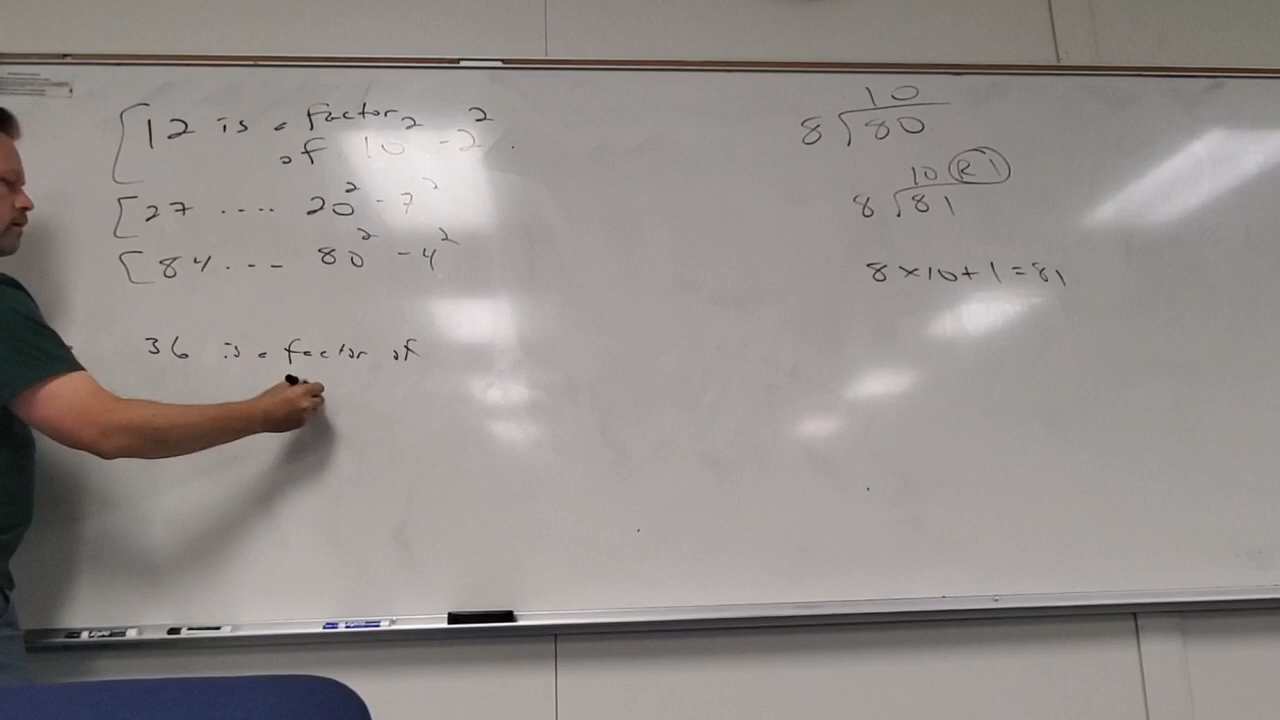 12 is a factor
of 10² - 2².
[27 .... 20² - 7²
[84 ... 80² - 4²
36 is a factor of
10
8 ⟌80
10 R1
8 ⟌81
8 × 10 + 1 = 81